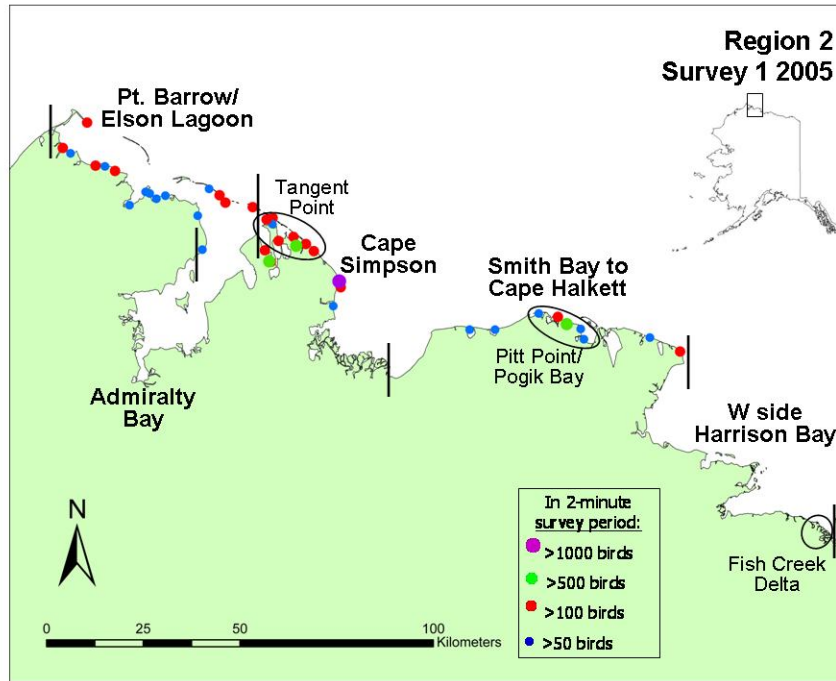 Region 2
Survey 1 2005
Pt. Barrow/
Elson Lagoon
Tangent
Point
Cape
Simpson
Smith Bay to
Cape Halkett
Pitt Point/
Pogik Bay
Admiralty
Bay
W side
Harrison Bay
N
In 2-minute
survey period:
>1000 birds
>500 birds
>100 birds
>50 birds
Fish Creek
Delta
0 25 50 100
Kilometers